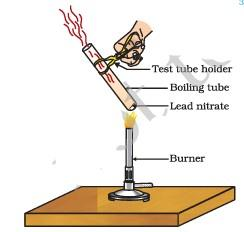 Test tube holder
Boiling tube
Lead nitrate
Burner